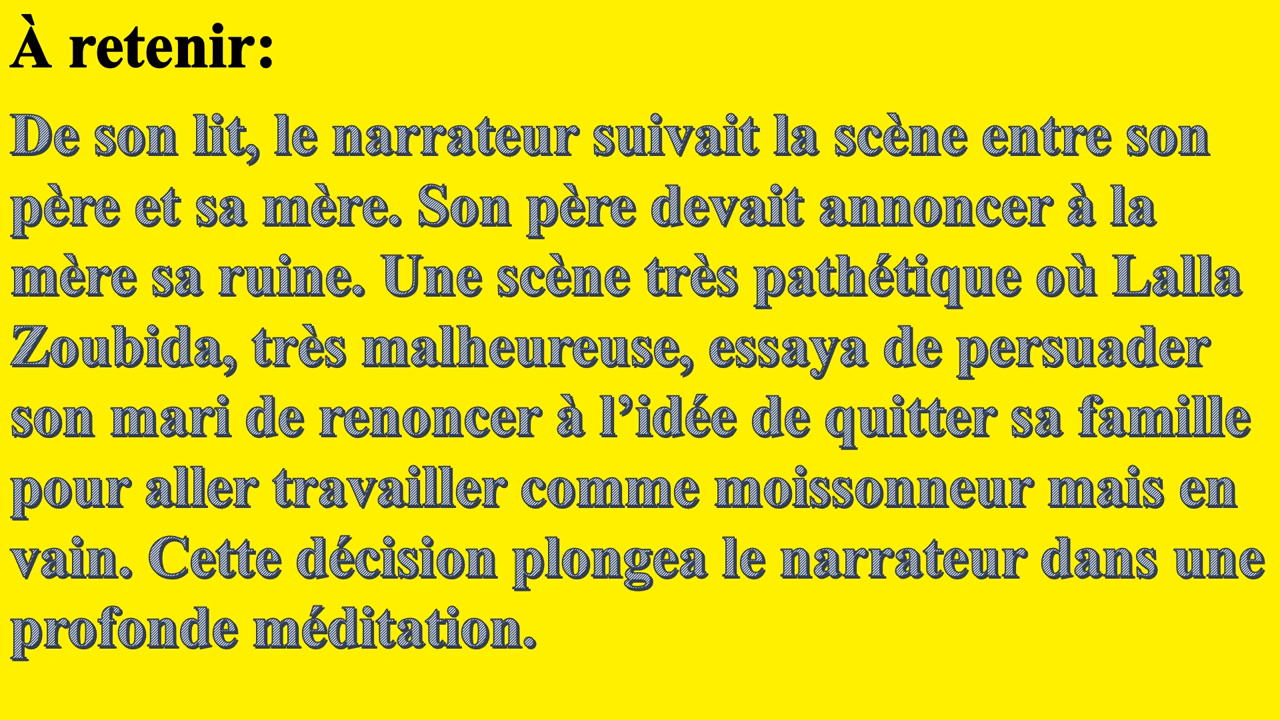 À retenir:
De son lit, le narrateur suivait la scène entre son
père et sa mère. Son père devait annoncer à la
mère sa ruine. Une scène très pathétique où Lalla
Zoubida, très malheureuse, essaya de persuader
son mari de renoncer à l’idée de quitter sa famille
pour aller travailler comme moissonneur mais en
vain. Cette décision plongea le narrateur dans une
profonde méditation.